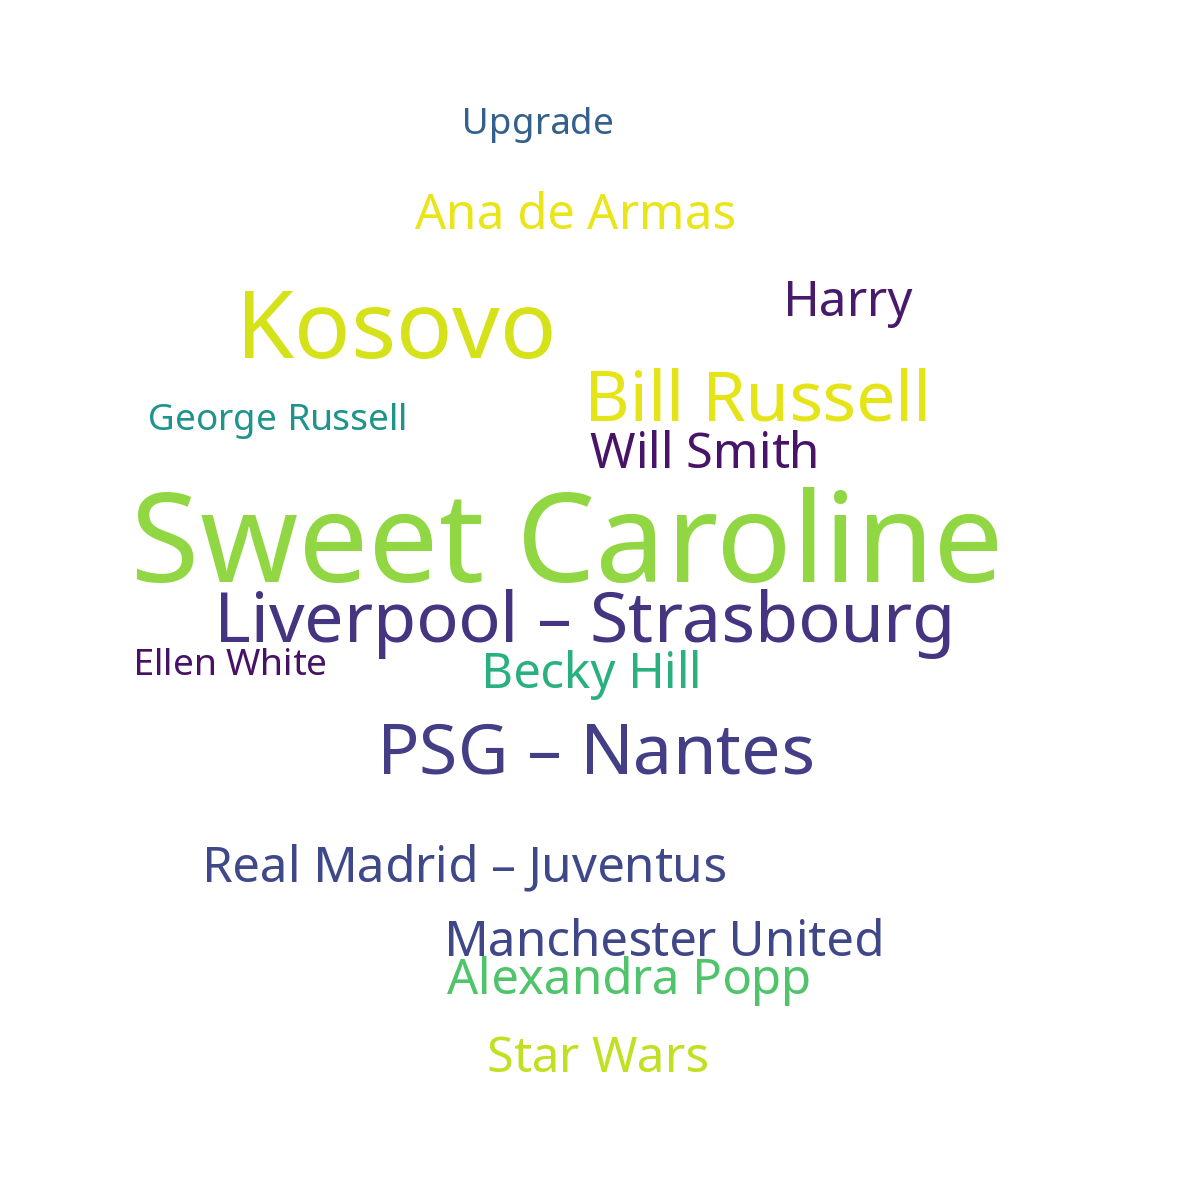 Upgrade
Ana de Armas
Kosovo
Harry
Bill Russell
George Russell
Will Smith
Sweet Caroline
Liverpool – Strasbourg
Ellen White
Becky Hill
PSG – Nantes
Real Madrid – Juventus
Manchester United
Alexandra Popp
Star Wars